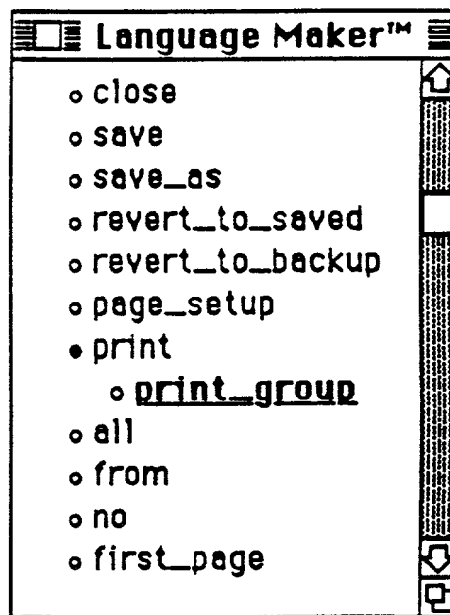 Language Maker™
close
save
save_as
revert_to_saved
revert_to_backup
page_setup
print
print_group
all
from
no
first_page